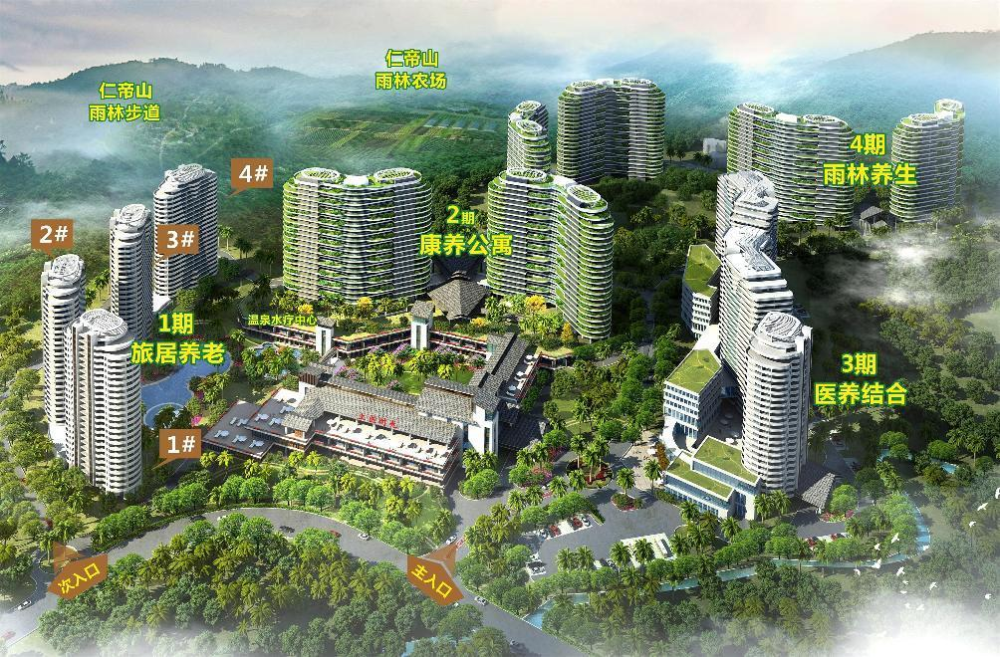 仁帝山
雨林步道
仁帝山
雨林农场
4期
雨林养生
4#
2期
康养公寓
2#
3#
1期
旅居养老
温泉水疗中心
3期
医养结合
1#
次入口
主入口